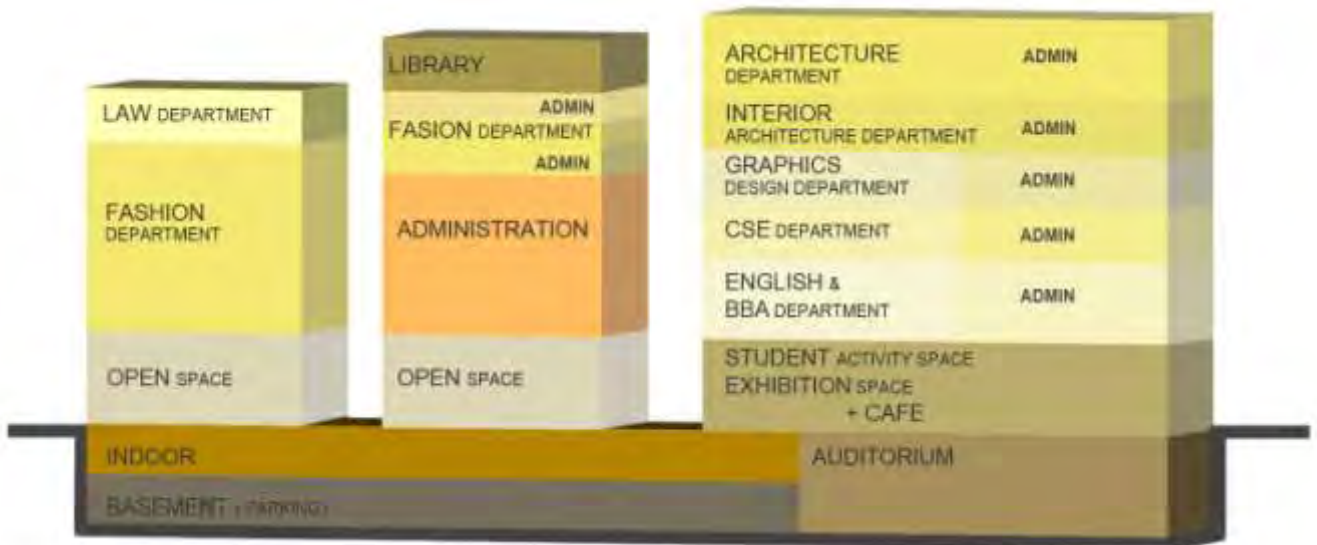 LAW DEPARTMENT
FASHION
DEPARTMENT
OPEN SPACE
LIBRARY
ADMIN
FASION DEPARTMENT
ADMIN
ADMINISTRATION
OPEN SPACE
ARCHITECTURE
DEPARTMENT
ADMIN
INTERIOR
ARCHITECTURE DEPARTMENT
ADMIN
GRAPHICS
DESIGN DEPARTMENT
ADMIN
CSE DEPARTMENT
ADMIN
ENGLISH &
BBA DEPARTMENT
ADMIN
STUDENT ACTIVITY SPACE
EXHIBITION SPACE
+ CAFE
INDOOR
AUDITORIUM
BASEMENT ( PARKING )